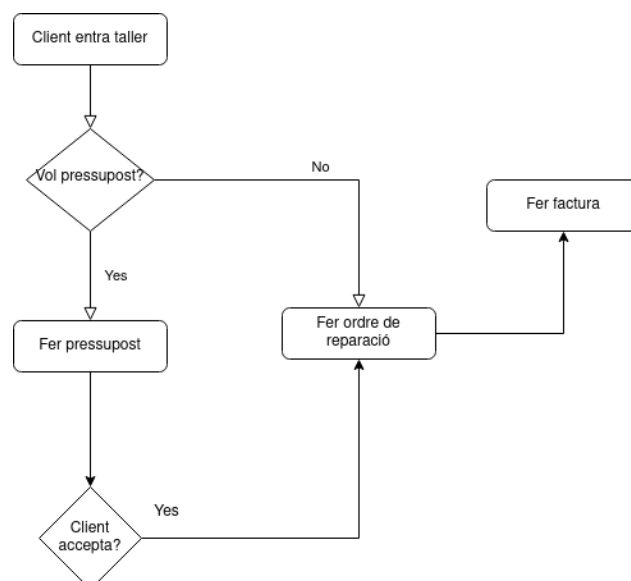 Client entra taller
Vol pressupost?
No
Fer factura
Yes
Fer ordre de
reparació
Fer pressupost
Yes
Client
accepta?